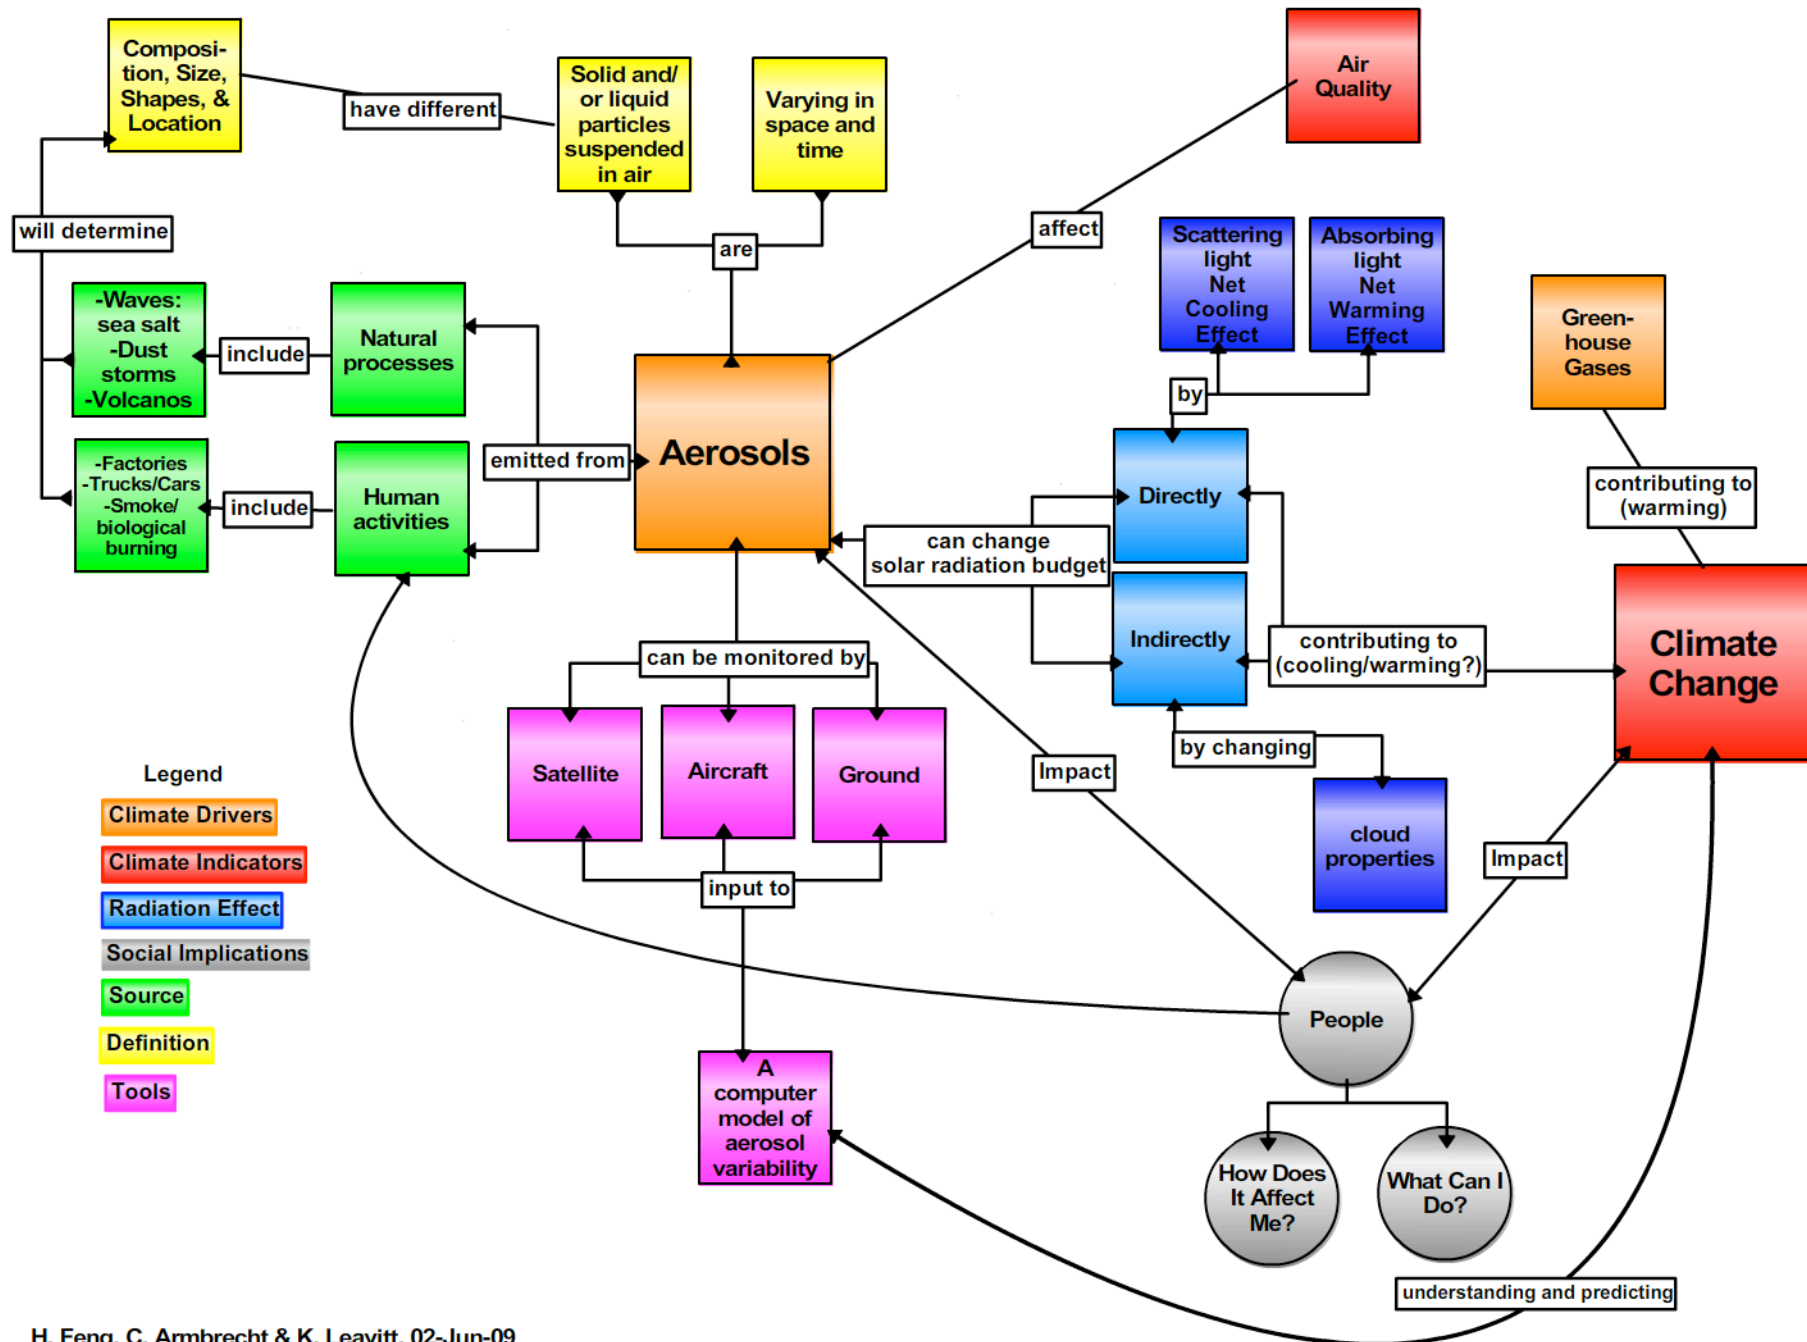 Composi-
tion, Size,
Shapes, &
Location
have different
Solid and/
or liquid
particles
suspended
in air
Varying in
space and
time
Air
Quality
will determine
are
affect
Scattering
light
Net
Cooling
Effect
Absorbing
light
Net
Warming
Effect
-Waves:
sea salt
-Dust
storms
-Volcanos
include
Natural
processes
Green-
house
Gases
by
Aerosols
emitted from
-Factories
-Trucks/Cars
-Smoke/
biological
burning
include
Human
activities
Directly
contributing to
(warming)
can change
solar radiation budget
Indirectly
contributing to
(cooling/warming?)
Climate
Change
can be monitored by
Satellite
Aircraft
Ground
Impact
by changing
cloud
properties
Impact
Legend
Climate Drivers
Climate Indicators
Radiation Effect
Social Implications
Source
Definition
Tools
input to
People
A
computer
model of
aerosol
variability
How Does
It Affect
Me?
What Can I
Do?
understanding and predicting
H. Feng, C. Armbrecht & K. Leavitt, 02-Jun-09